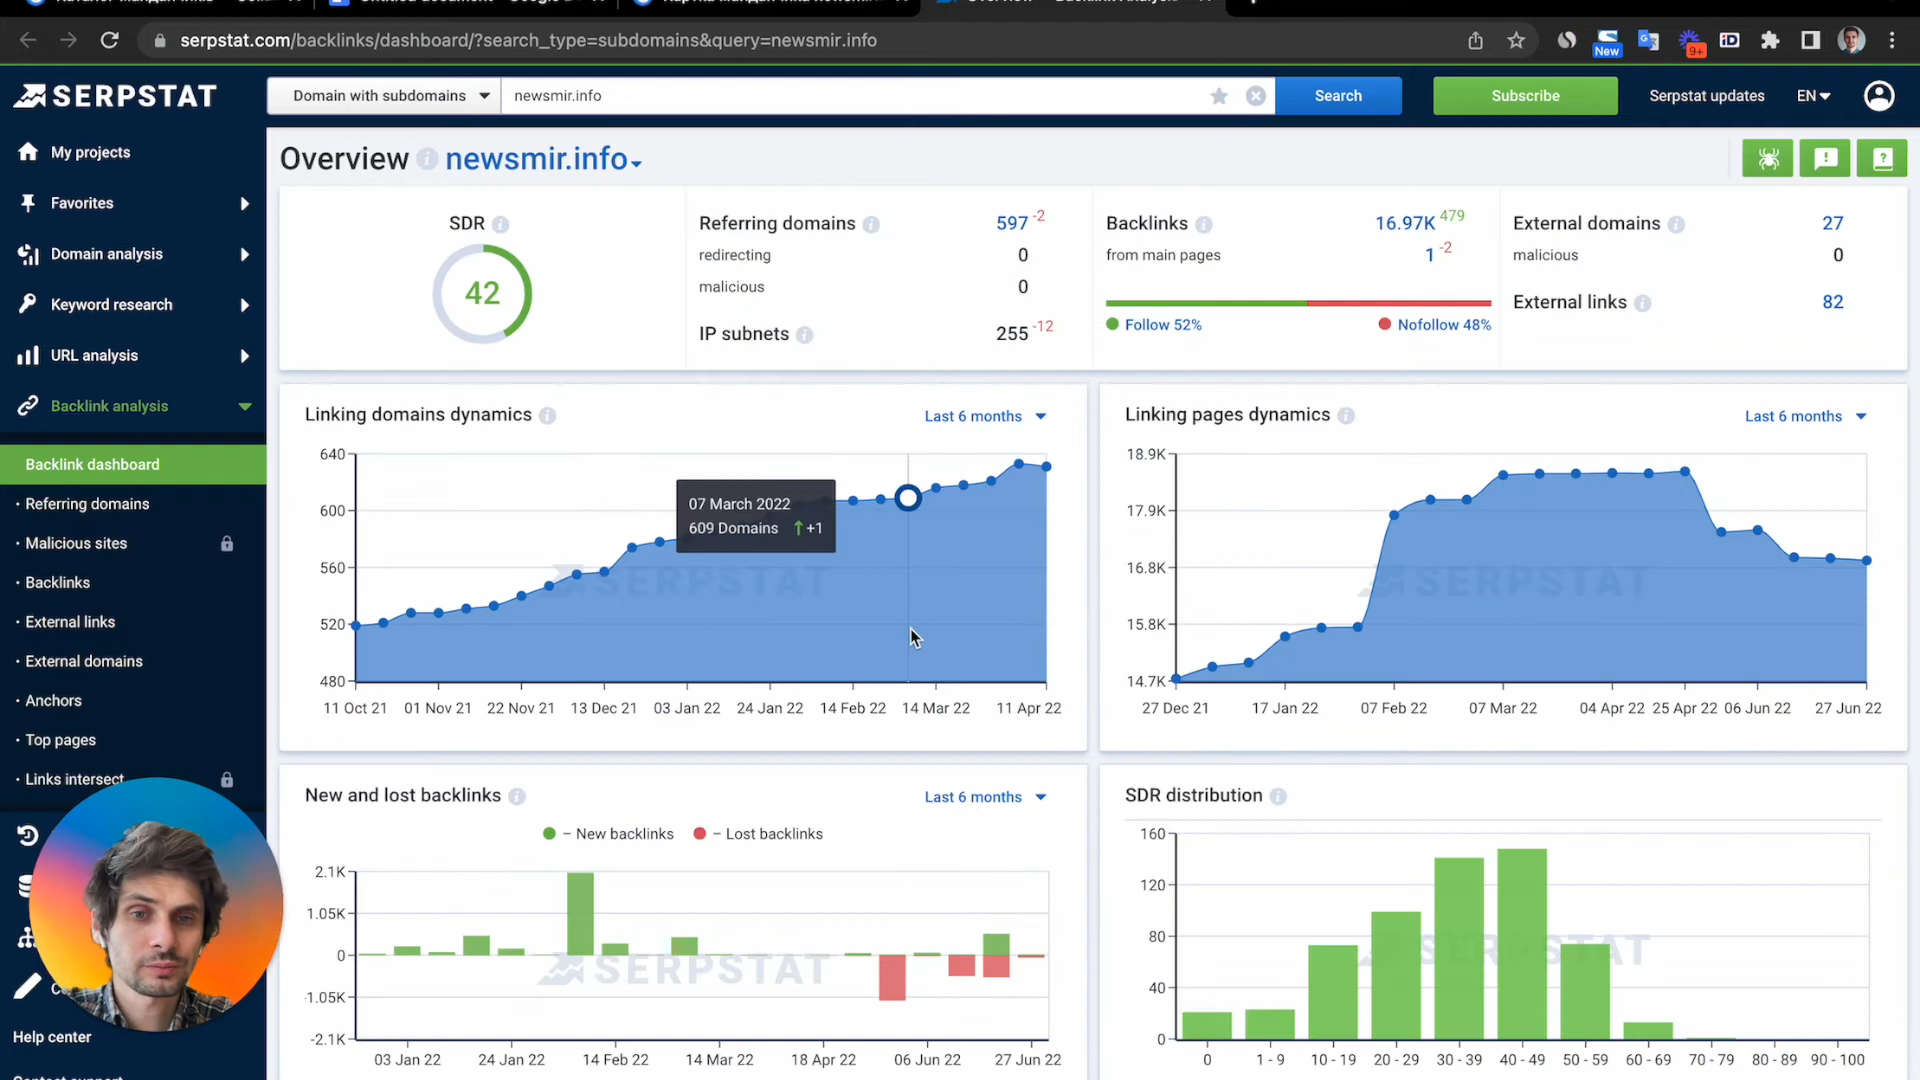 serpstat.com/backlinks/dashboard/?search_type=subdomains&query=newsmir.info
New
9+
SERPSTAT
Domain with subdomains
newsmir.info
Search
Subscribe
Serpstat updates
EN
My projects
Favorites
Domain analysis
Keyword research
URL analysis
Backlink analysis
Backlink dashboard
Referring domains
Malicious sites
Backlinks
External links
External domains
Anchors
Top pages
Links intersect
Help center
Overview newsmir.info
SDR
42
Referring domains 597 -2
redirecting 0
malicious 0
IP subnets 255 -12
Backlinks 16.97K 479
from main pages 1 -2
Follow 52% Nofollow 48%
External domains 27
malicious 0
External links 82
Linking domains dynamics Last 6 months
640
600
560
520
480
07 March 2022
609 Domains +1
SERPSTAT
11 Oct 21 01 Nov 21 22 Nov 21 13 Dec 21 03 Jan 22 24 Jan 22 14 Feb 22 14 Mar 22 11 Apr 22
Linking pages dynamics Last 6 months
18.9K
17.9K
16.8K
15.8K
14.7K
SERPSTAT
27 Dec 21 17 Jan 22 07 Feb 22 07 Mar 22 04 Apr 22 25 Apr 22 06 Jun 22 27 Jun 22
New and lost backlinks Last 6 months
– New backlinks – Lost backlinks
2.1K
1.05K
0
-1.05K
-2.1K
SERPSTAT
03 Jan 22 24 Jan 22 14 Feb 22 14 Mar 22 18 Apr 22 06 Jun 22 27 Jun 22
SDR distribution
160
120
80
40
0
SERPSTAT
0 1 - 9 10 - 19 20 - 29 30 - 39 40 - 49 50 - 59 60 - 69 70 - 79 80 - 89 90 - 100